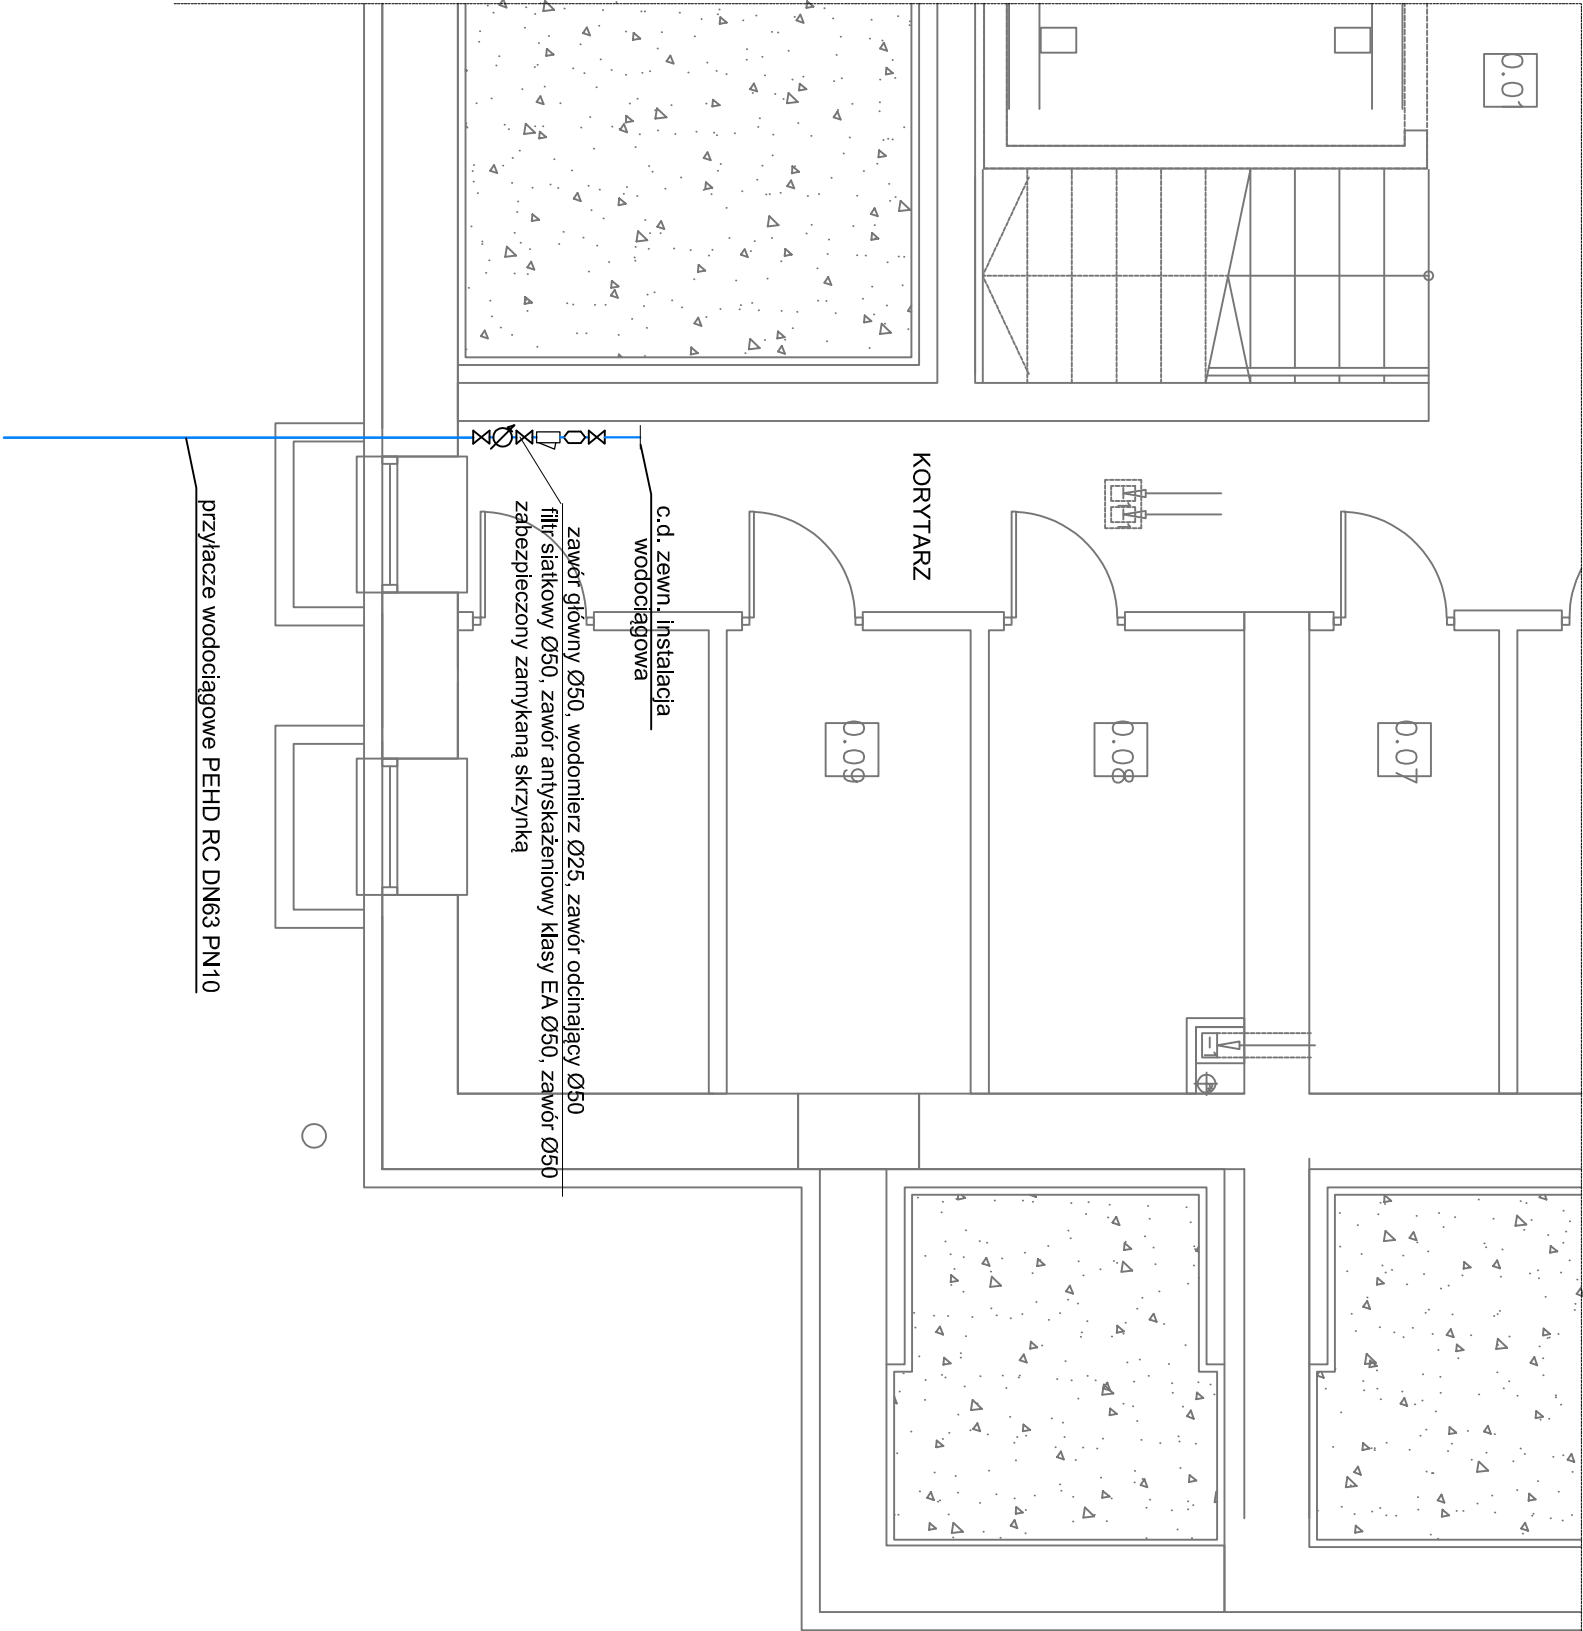 0.01
KORYTARZ
c.d. zewn. instalacja
wodociągowa
zawór główny Ø50, wodomierz Ø25, zawór odcinający Ø50
filtr siatkowy Ø50, zawór antyskażeniowy klasy EA Ø50, zawór Ø50
zabezpieczony zamykaną skrzynką
przyłacze wodociągowe PEHD RC DN63 PN10
0.09
0.08
0.07